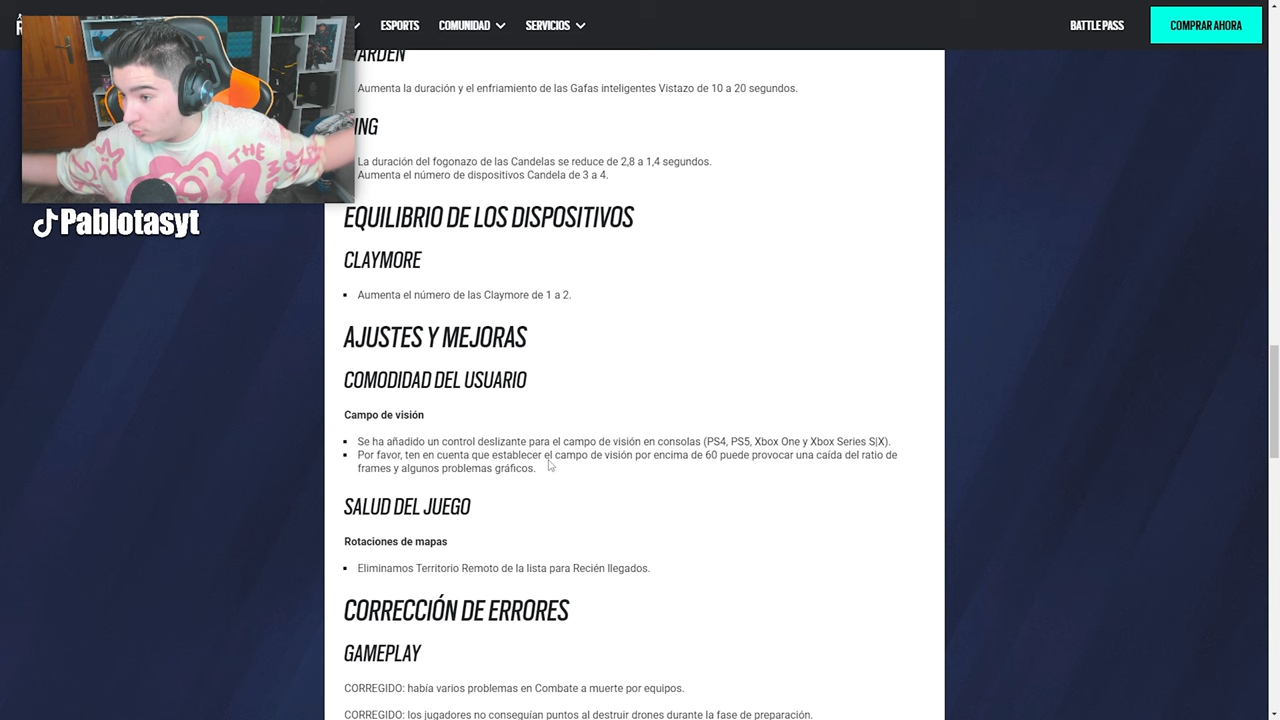 ESPORTS COMUNIDAD SERVICIOS BATTLE PASS COMPRAR AHORA
Aumenta la duración y el enfriamiento de las Gafas inteligentes Vistazo de 10 a 20 segundos.
La duración del fogonazo de las Candelas se reduce de 2,8 a 1,4 segundos.
Aumenta el número de dispositivos Candela de 3 a 4.
Pablotasyt
EQUILIBRIO DE LOS DISPOSITIVOS
CLAYMORE
Aumenta el número de las Claymore de 1 a 2.
AJUSTES Y MEJORAS
COMODIDAD DEL USUARIO
Campo de visión
Se ha añadido un control deslizante para el campo de visión en consolas (PS4, PS5, Xbox One y Xbox Series S|X).
Por favor, ten en cuenta que establecer el campo de visión por encima de 60 puede provocar una caída del ratio de
frames y algunos problemas gráficos.
SALUD DEL JUEGO
Rotaciones de mapas
Eliminamos Territorio Remoto de la lista para Recién llegados.
CORRECCIÓN DE ERRORES
GAMEPLAY
CORREGIDO: había varios problemas en Combate a muerte por equipos.
CORREGIDO: los jugadores no conseguían puntos al destruir drones durante la fase de preparación.